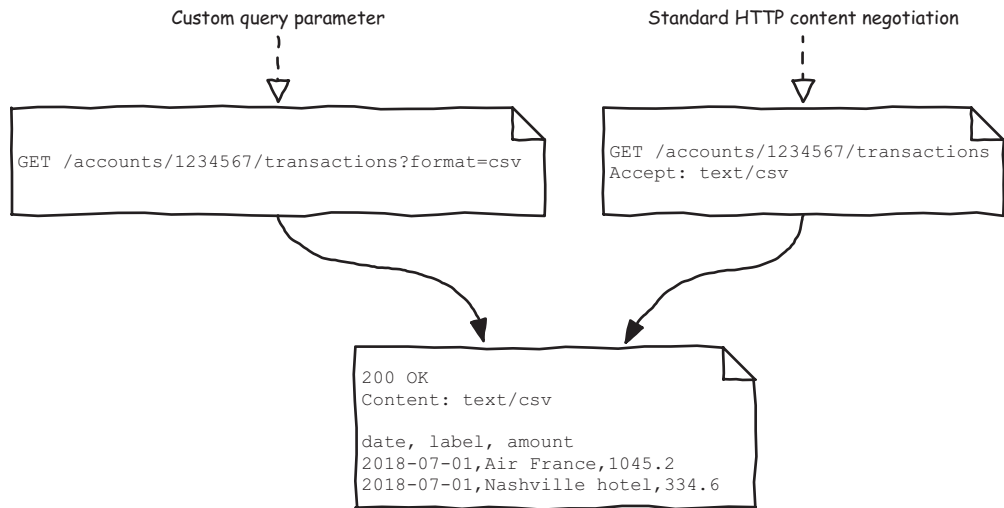 Custom query parameter
Standard HTTP content negotiation
GET /accounts/1234567/transactions?format=csv
GET /accounts/1234567/transactions
Accept: text/csv
200 OK
Content: text/csv
date, label, amount
2018-07-01,Air France,1045.2
2018-07-01,Nashville hotel,334.6